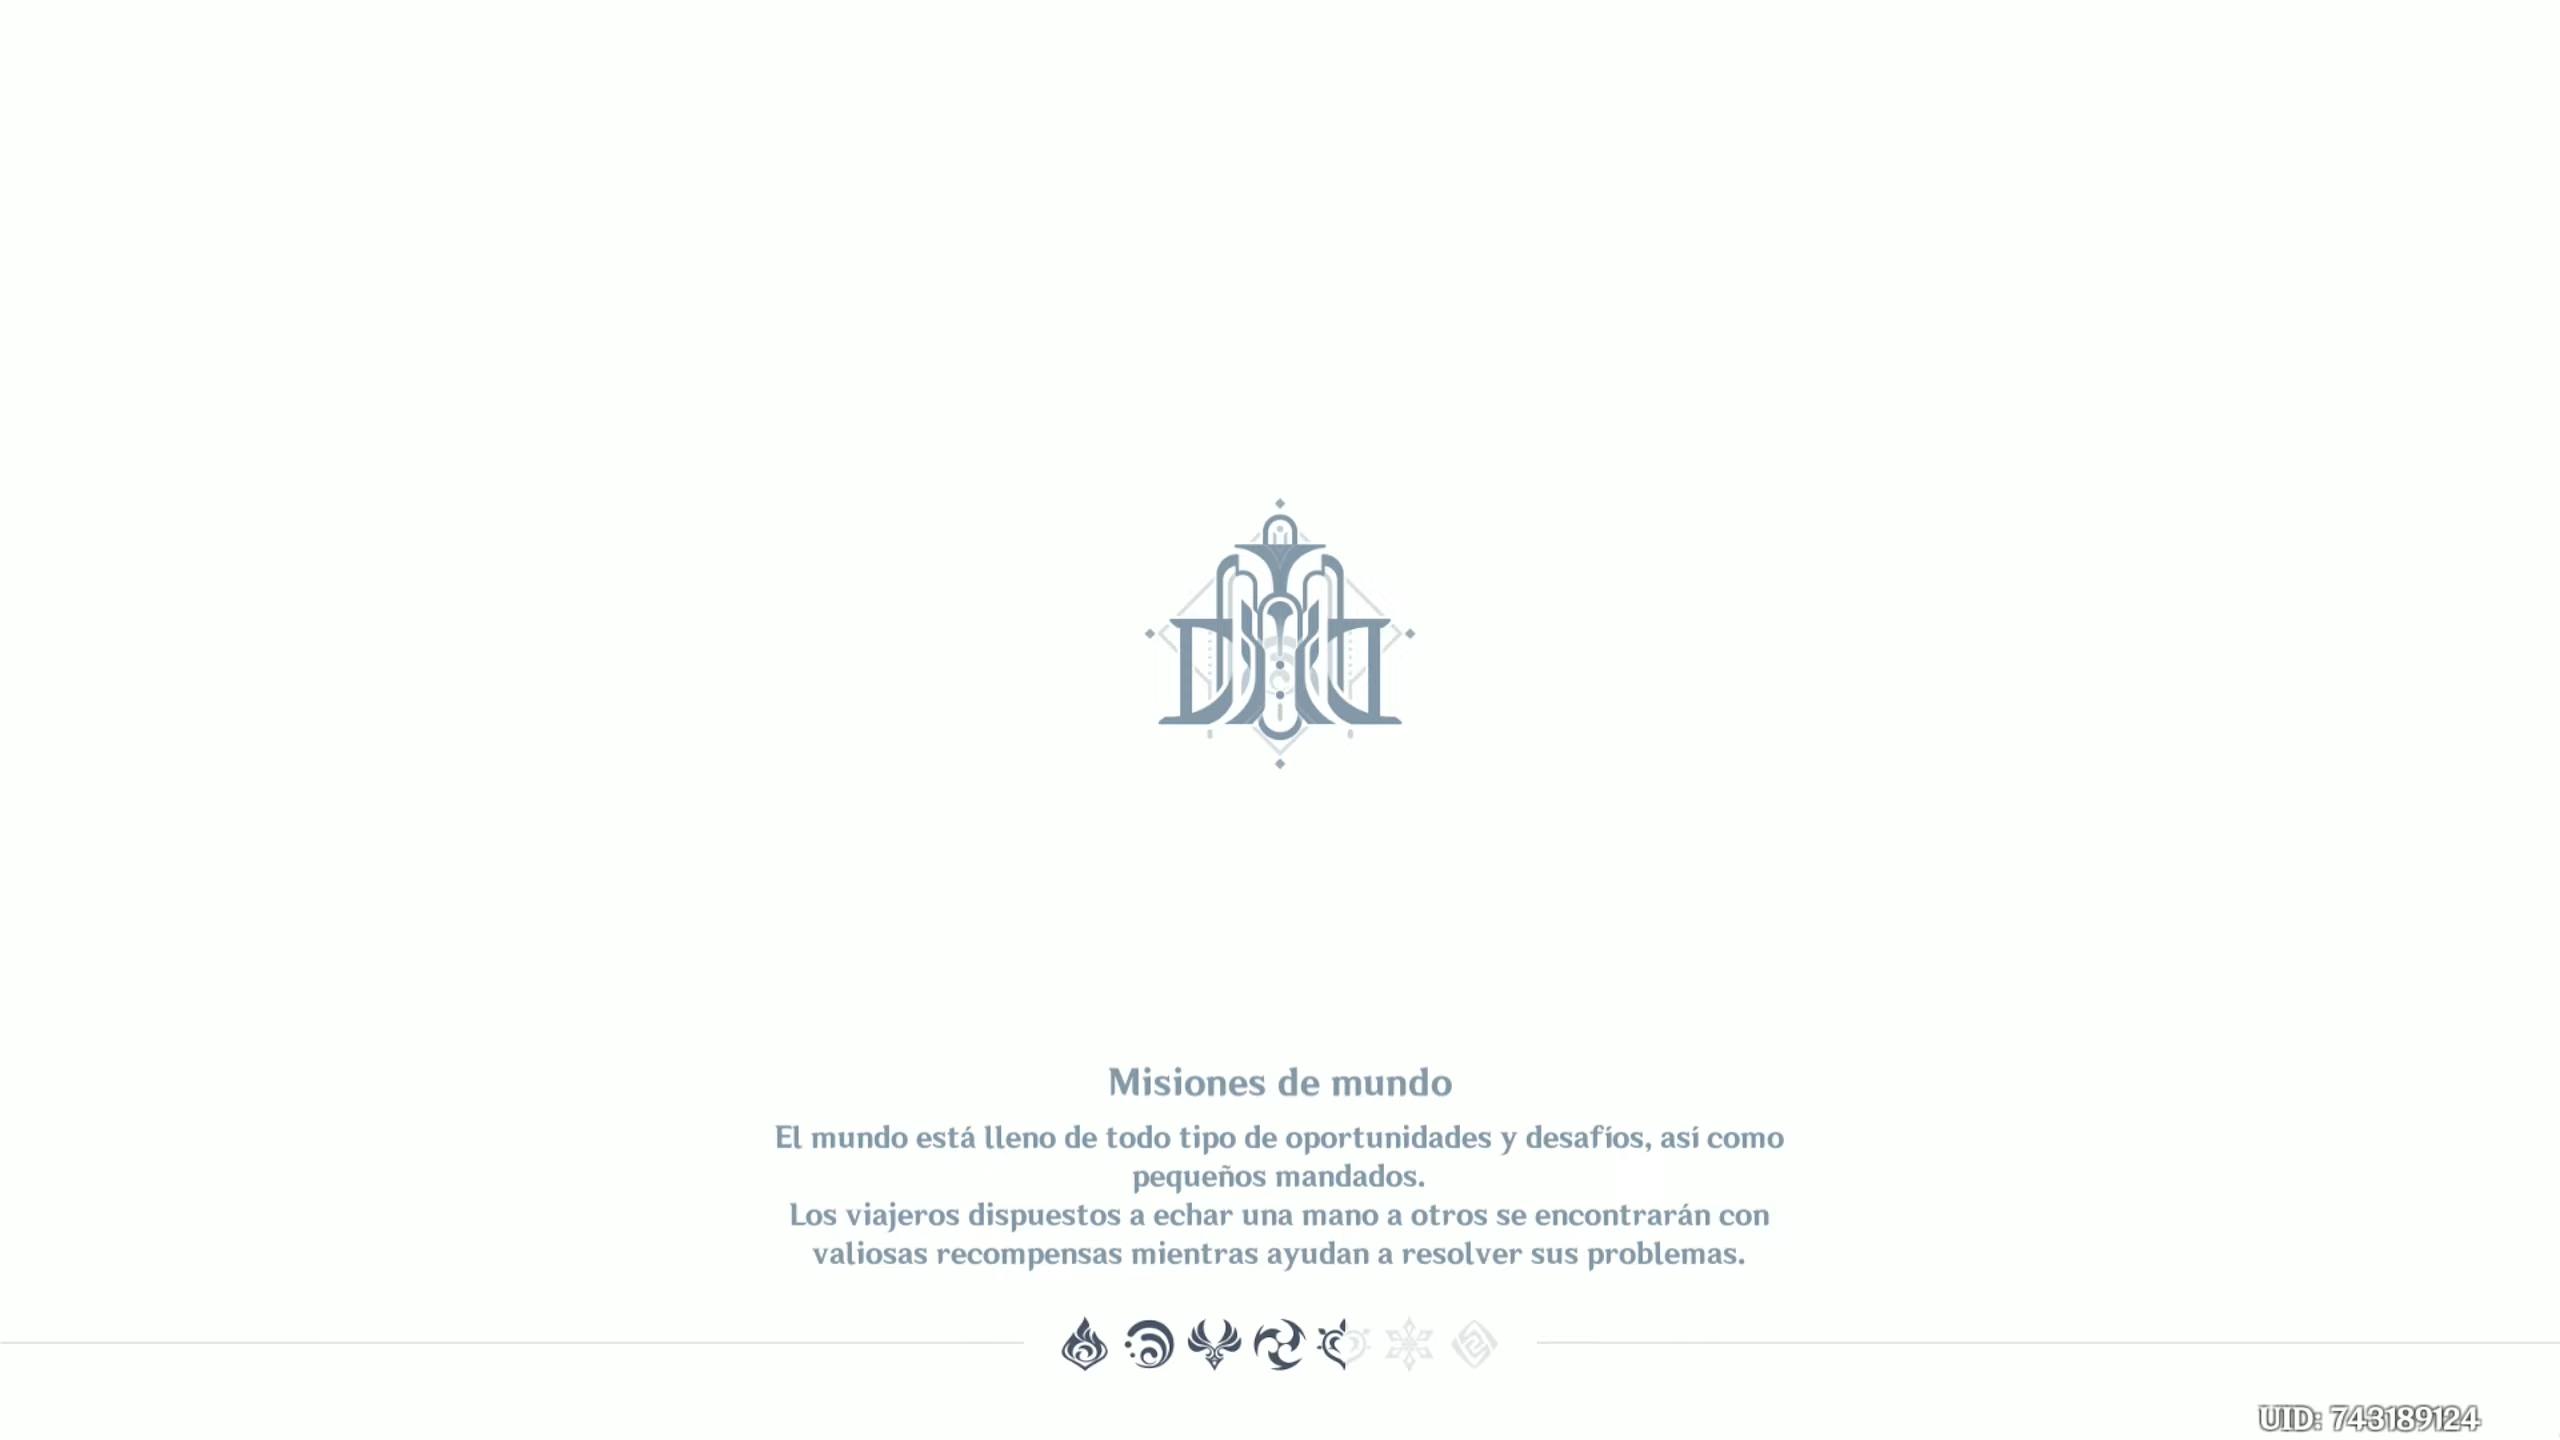 Misiones de mundo
El mundo está lleno de todo tipo de oportunidades y desafíos, así como
pequeños mandados.
Los viajeros dispuestos a echar una mano a otros se encontrarán con
valiosas recompensas mientras ayudan a resolver sus problemas.
UID: 743189124